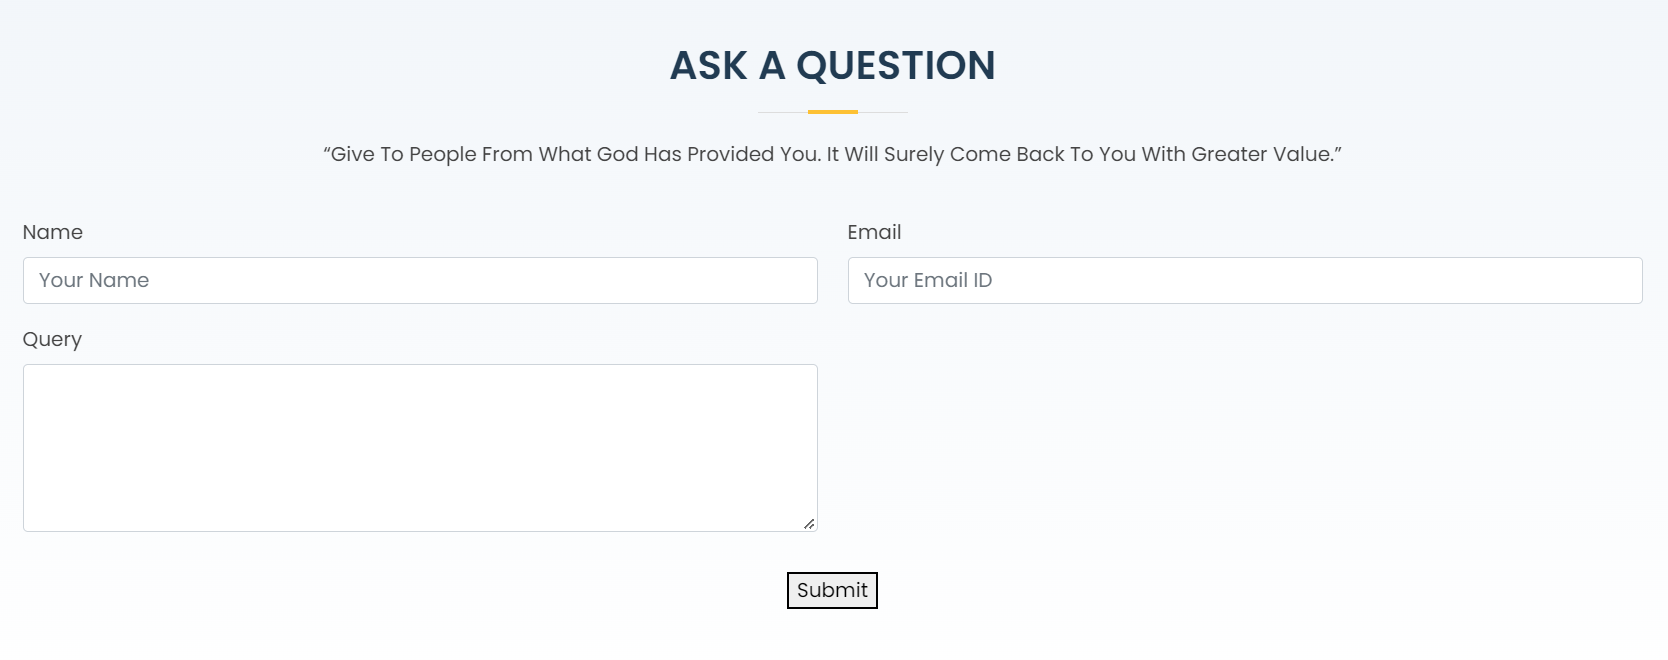 ASK A QUESTION
“Give To People From What God Has Provided You. It Will Surely Come Back To You With Greater Value.”
Name
Email
Your Name
Your Email ID
Query
Submit